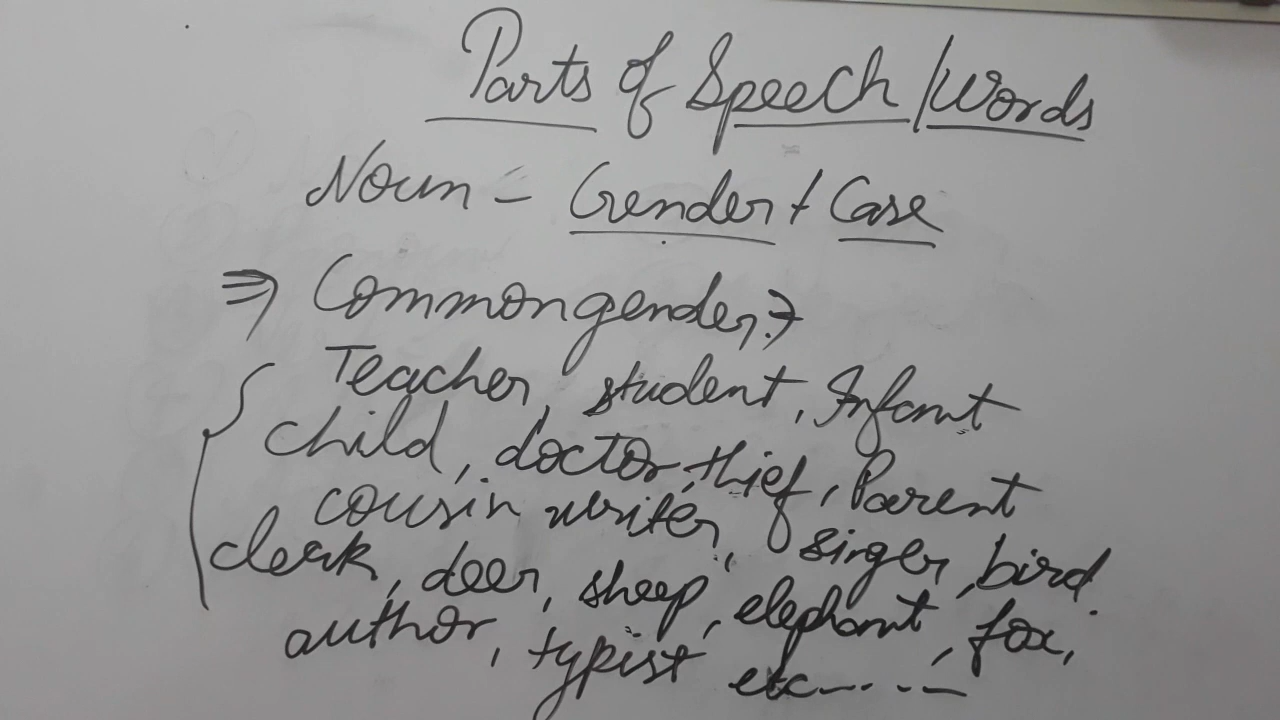 Parts of Speech/Words
Noun - Gender + Case
⇒ Common gender :→
Teacher, student, Infant
child, doctor, thief, Parent
cousin writer, singer, bird.
clerk, deer, sheep, elephant, fox,
author, typist etc-----